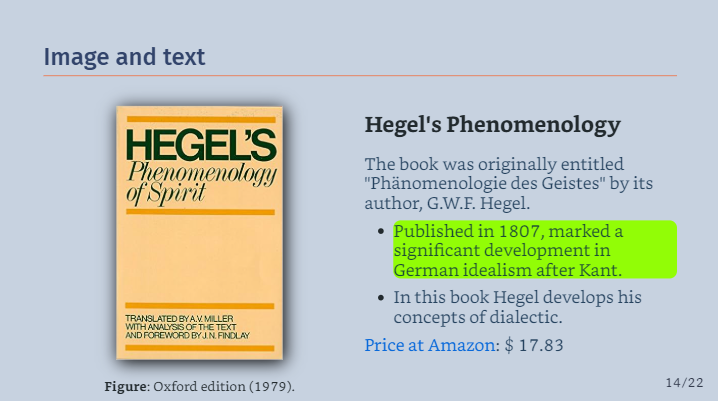 Image and text
HEGEL'S
Phenomenology
of Spirit
TRANSLATED BY A.V. MILLER
WITH ANALYSIS OF THE TEXT
AND FOREWORD BY J.N. FINDLAY
Figure: Oxford edition (1979).
Hegel's Phenomenology
The book was originally entitled
"Phänomenologie des Geistes" by its
author, G.W.F. Hegel.
• Published in 1807, marked a
significant development in
German idealism after Kant.
• In this book Hegel develops his
concepts of dialectic.
Price at Amazon: $ 17.83
14/22